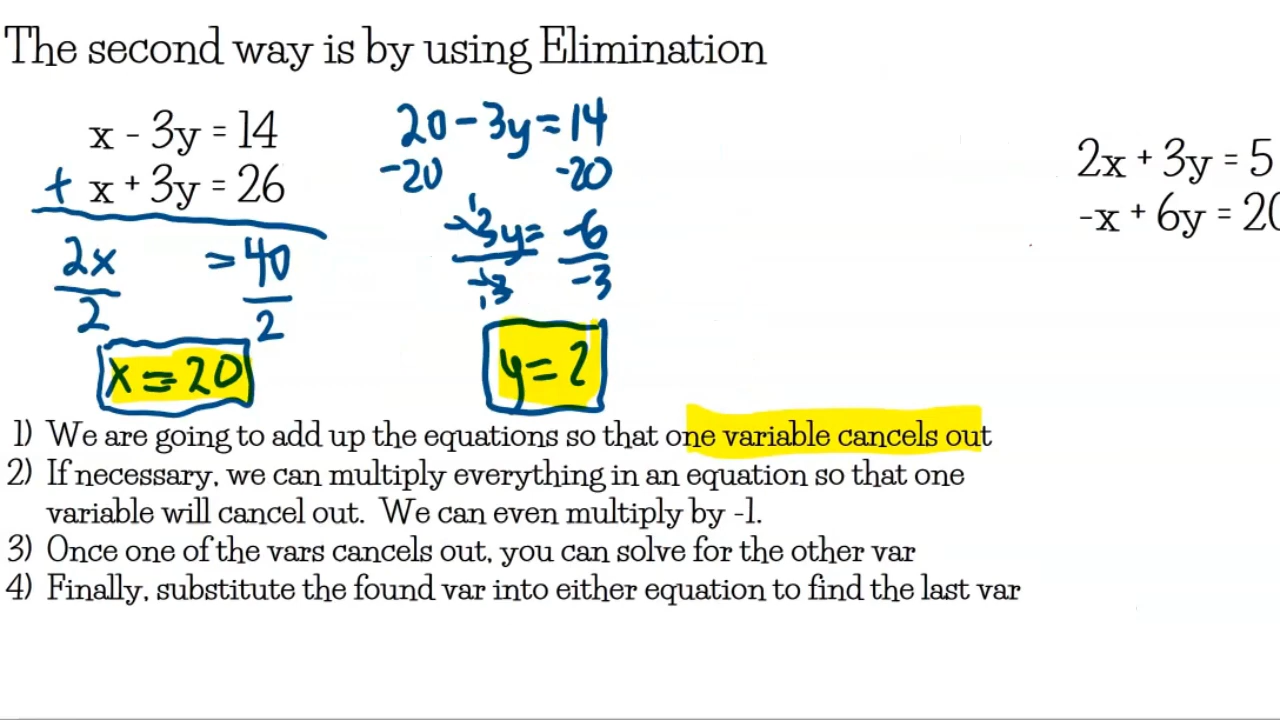 The second way is by using Elimination
x - 3y = 14
+ x + 3y = 26
2x = 40
2 2
x = 20
20 - 3y = 14
-20 -20
-3y = -6
-3 -3
y = 2
2x + 3y = 5
-x + 6y = 20
1) We are going to add up the equations so that one variable cancels out
2) If necessary, we can multiply everything in an equation so that one
variable will cancel out. We can even multiply by -1.
3) Once one of the vars cancels out, you can solve for the other var
4) Finally, substitute the found var into either equation to find the last var